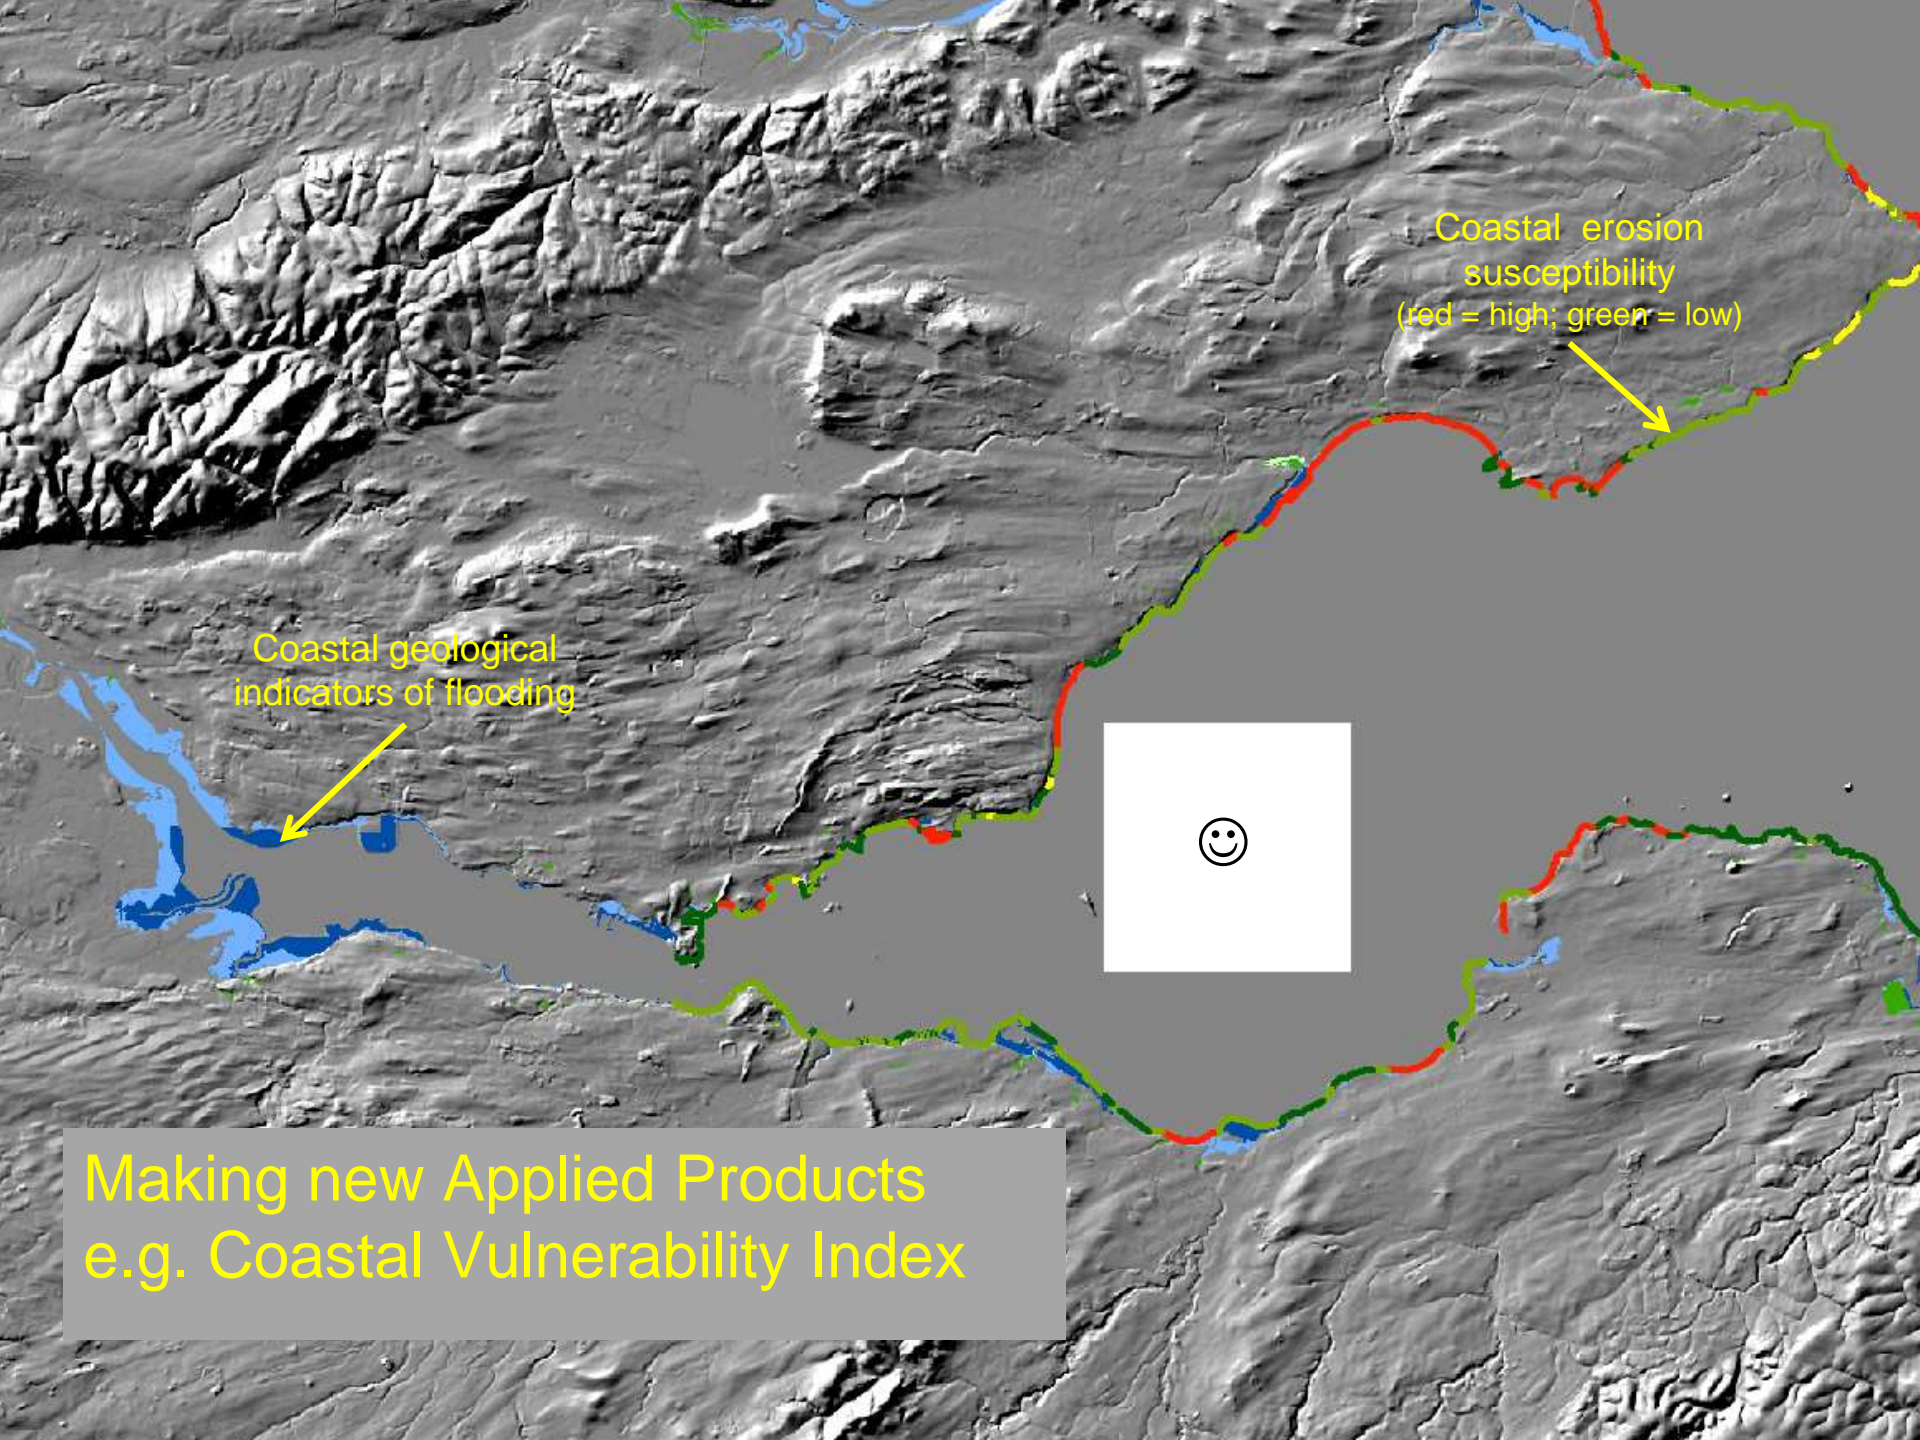 Coastal erosion
susceptibility
(red = high; green = low)
Coastal geological
indicators of flooding
Making new Applied Products
e.g. Coastal Vulnerability Index